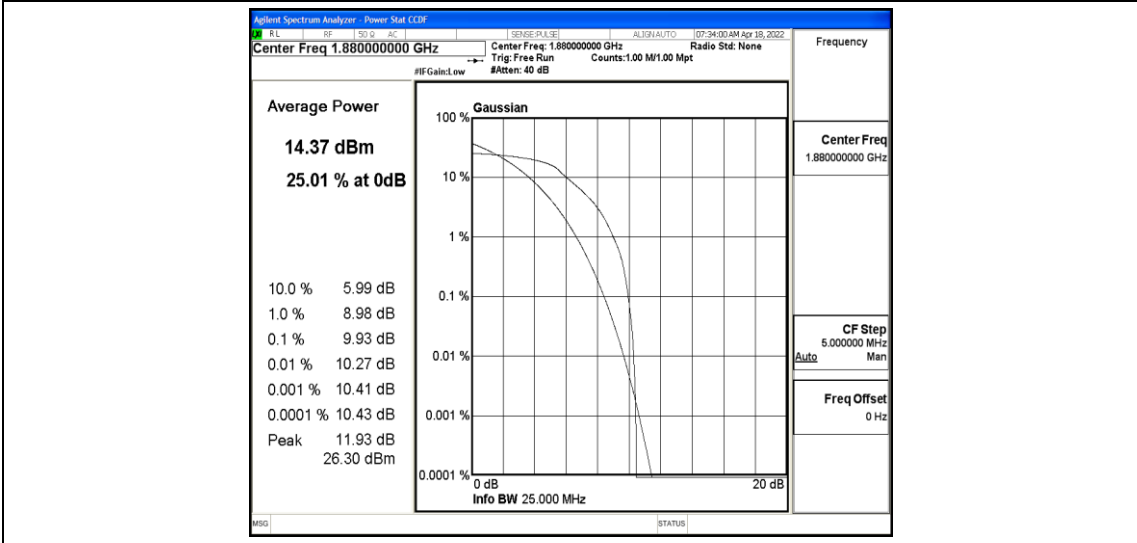 Agilent Spectrum Analyzer - Power Stat CCDF
LXI RL RF 50 Ω AC SENSE:PULSE ALIGN AUTO 07:34:00 AM Apr 18, 2022
Center Freq 1.880000000 GHz
Center Freq: 1.880000000 GHz Radio Std: None
Trig: Free Run Counts:1.00 M/1.00 Mpt
#IFGain:Low #Atten: 40 dB
Frequency
Average Power
14.37 dBm
25.01 % at 0dB
10.0 % 5.99 dB
1.0 % 8.98 dB
0.1 % 9.93 dB
0.01 % 10.27 dB
0.001 % 10.41 dB
0.0001 % 10.43 dB
Peak 11.93 dB
26.30 dBm
Gaussian
100 %
10 %
1 %
0.1 %
0.01 %
0.001 %
0.0001 %
0 dB 20 dB
Info BW 25.000 MHz
Center Freq
1.880000000 GHz
CF Step
5.000000 MHz
Auto Man
Freq Offset
0 Hz
MSG STATUS